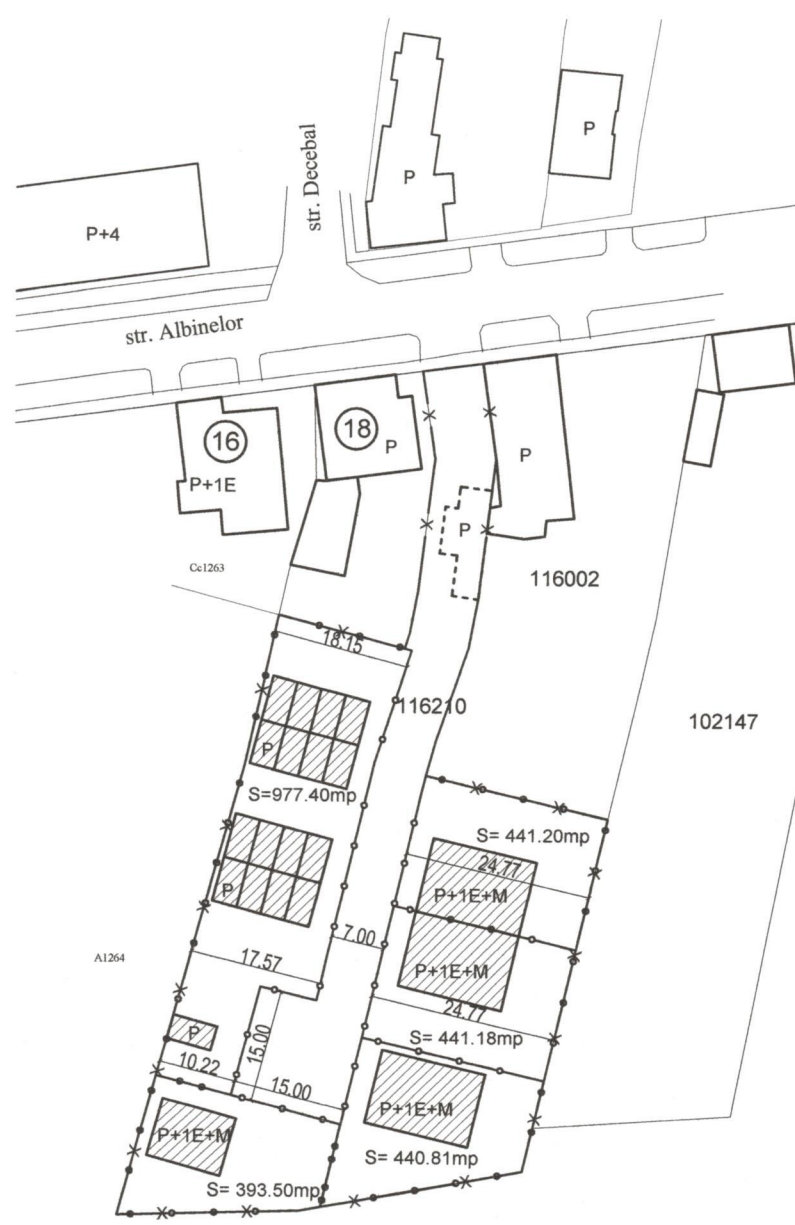 str. Decebal
P
P
P+4
str. Albinelor
16
P+1E
18
P
P
P
Cc1263
116002
18.15
116210
102147
P
S=977.40mp
S= 441.20mp
P
24.77
P+1E+M
7.00
17.57
A1264
P+1E+M
24.77
P
15.00
S= 441.18mp
10.22
15.00
P+1E+M
P+1E+M
S= 440.81mp
S= 393.50mp